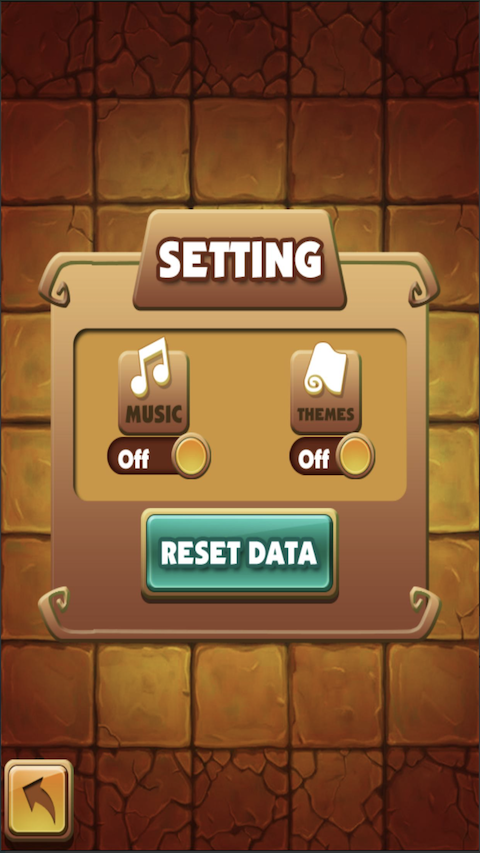 SETTING
MUSIC
THEMES
Off
Off
RESET DATA